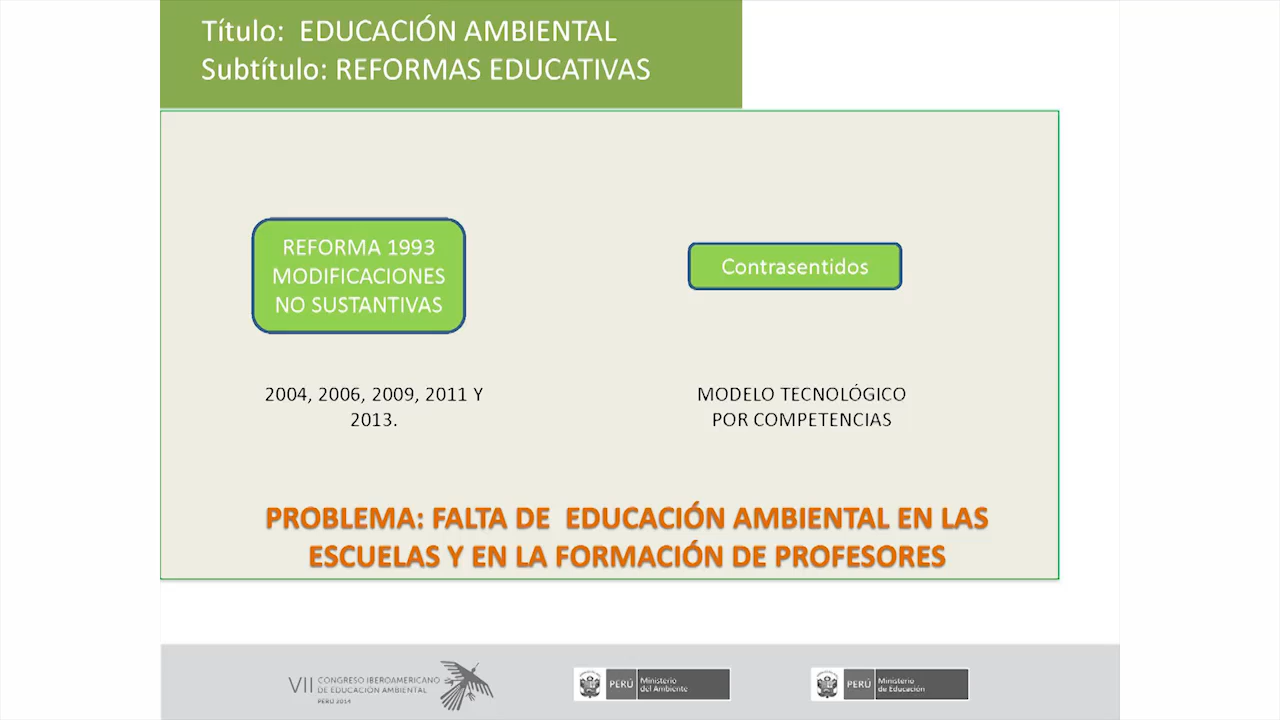 Título: EDUCACIÓN AMBIENTAL
Subtítulo: REFORMAS EDUCATIVAS
REFORMA 1993
MODIFICACIONES
NO SUSTANTIVAS
Contrasentidos
2004, 2006, 2009, 2011 Y
2013.
MODELO TECNOLÓGICO
POR COMPETENCIAS
PROBLEMA: FALTA DE EDUCACIÓN AMBIENTAL EN LAS
ESCUELAS Y EN LA FORMACIÓN DE PROFESORES
VII CONGRESO IBEROAMERICANO
DE EDUCACIÓN AMBIENTAL
PERÚ 2014
PERÚ Ministerio
del Ambiente
PERÚ Ministerio
de Educación